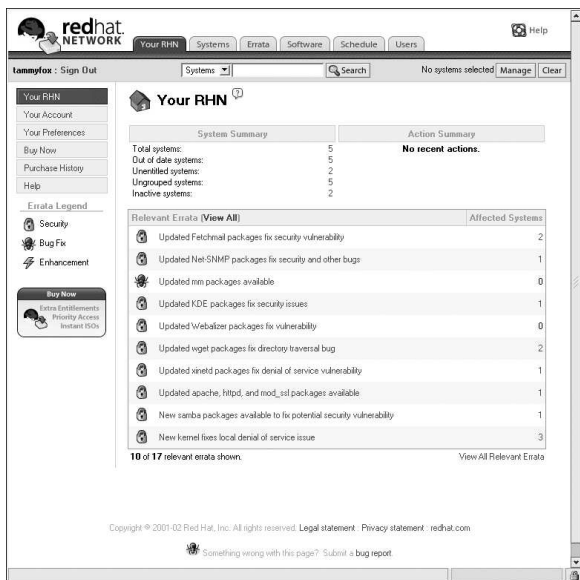 redhat.
NETWORK
Your RHN Systems Errata Software Schedule Users
Help
tammyfox : Sign Out Systems Search No systems selected Manage Clear
Your RHN
Your Account
Your Preferences
Buy Now
Purchase History
Help
Errata Legend
Security
Bug Fix
Enhancement
Buy Now
Extra Entitlements
Priority Access
Instant ISOs
Your RHN ?
System Summary
Total systems: 5
Out of date systems: 5
Unentitled systems: 2
Ungrouped systems: 5
Inactive systems: 2
Action Summary
No recent actions.
Relevant Errata (View All) Affected Systems
Updated Fetchmail packages fix security vulnerability 2
Updated Net-SNMP packages fix security and other bugs 1
Updated mm packages available 0
Updated KDE packages fix security issues 1
Updated Webalizer packages fix vulnerability 0
Updated wget packages fix directory traversal bug 2
Updated xinetd packages fix denial of service vulnerability 1
Updated apache, httpd, and mod_ssl packages available 1
New samba packages available to fix potential security vulnerability 1
New kernel fixes local denial of service issue 3
10 of 17 relevant errata shown. View All Relevant Errata
Copyright © 2001-02 Red Hat, Inc. All rights reserved. Legal statement : Privacy statement : redhat.com
Something wrong with this page? Submit a bug report.